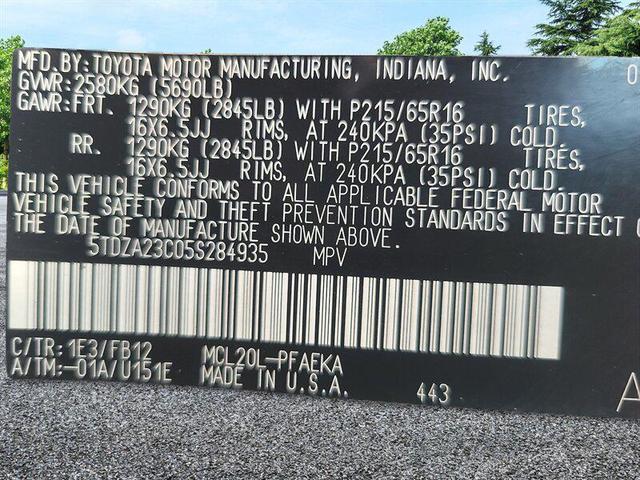 MFD. BY: TOYOTA MOTOR MANUFACTURING, INDIANA, INC. 0
GVWR: 2580KG (5690LB)
GAWR: FRT. 1290KG (2845LB) WITH P215/65R16 TIRES,
16X6.5JJ RIMS, AT 240KPA (35PSI) COLD.
RR. 1290KG (2845LB) WITH P215/65R16 TIRES,
16X6.5JJ RIMS, AT 240KPA (35PSI) COLD.
THIS VEHICLE CONFORMS TO ALL APPLICABLE FEDERAL MOTOR
VEHICLE SAFETY AND THEFT PREVENTION STANDARDS IN EFFECT
THE DATE OF MANUFACTURE SHOWN ABOVE.
5TDZA23C05S284935 MPV
C/TR: 1E3/FB12 MCL20L-PFAEKA
A/TM:-01A/U151E MADE IN U.S.A. 443 A